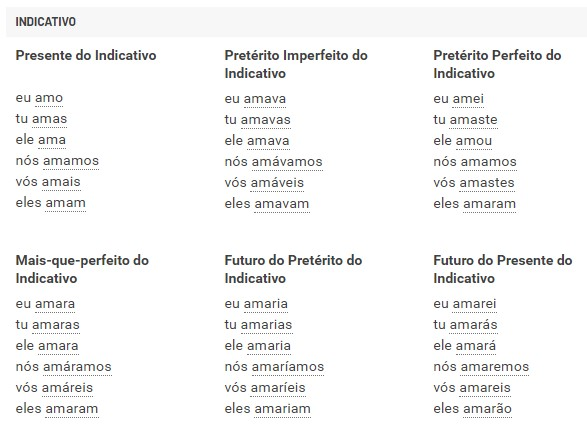 INDICATIVO
Presente do Indicativo
eu amo
tu amas
ele ama
nós amamos
vós amais
eles amam
Pretérito Imperfeito do
Indicativo
eu amava
tu amavas
ele amava
nós amávamos
vós amáveis
eles amavam
Pretérito Perfeito do
Indicativo
eu amei
tu amaste
ele amou
nós amamos
vós amastes
eles amaram
Mais-que-perfeito do
Indicativo
eu amara
tu amaras
ele amara
nós amáramos
vós amáreis
eles amaram
Futuro do Pretérito do
Indicativo
eu amaria
tu amarias
ele amaria
nós amaríamos
vós amaríeis
eles amariam
Futuro do Presente do
Indicativo
eu amarei
tu amarás
ele amará
nós amaremos
vós amareis
eles amarão